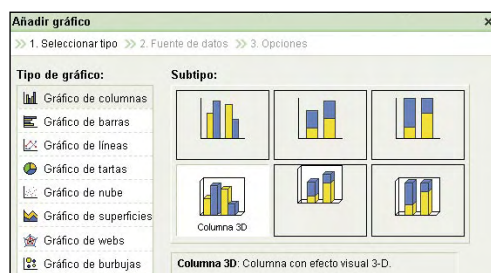 Añadir gráfico
1. Seleccionar tipo 2. Fuente de datos 3. Opciones
Tipo de gráfico: Subtipo:
Gráfico de columnas
Gráfico de barras
Gráfico de líneas
Gráfico de tartas
Gráfico de nube
Gráfico de superficies
Gráfico de webs
Gráfico de burbujas
Columna 3D
Columna 3D: Columna con efecto visual 3-D.